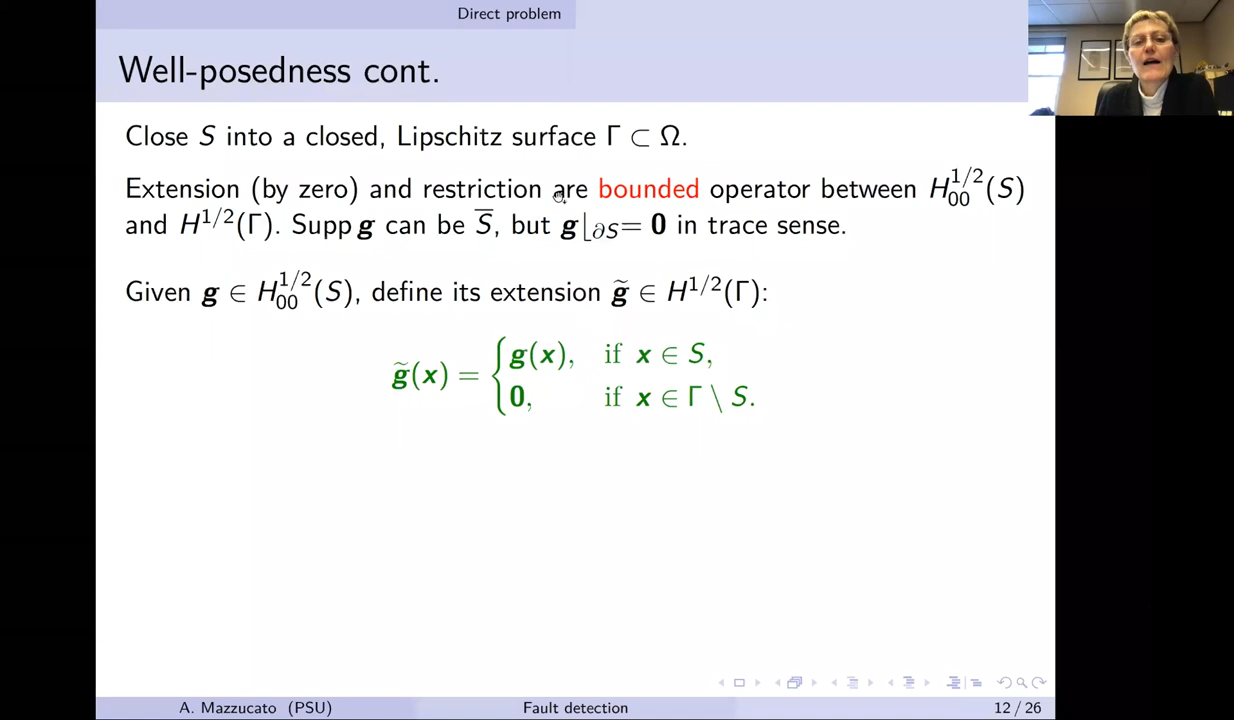 Direct problem
Well-posedness cont.
Close S into a closed, Lipschitz surface Γ ⊂ Ω.
Extension (by zero) and restriction are bounded operator between H_{00}^{1/2}(S)
and H^{1/2}(Γ). Supp g can be S̅, but g⌊_{∂S}= 0 in trace sense.
Given g ∈ H_{00}^{1/2}(S), define its extension g̃ ∈ H^{1/2}(Γ):
g̃(x) = { g(x), if x ∈ S,
0, if x ∈ Γ \ S.
A. Mazzucato (PSU) Fault detection 12 / 26